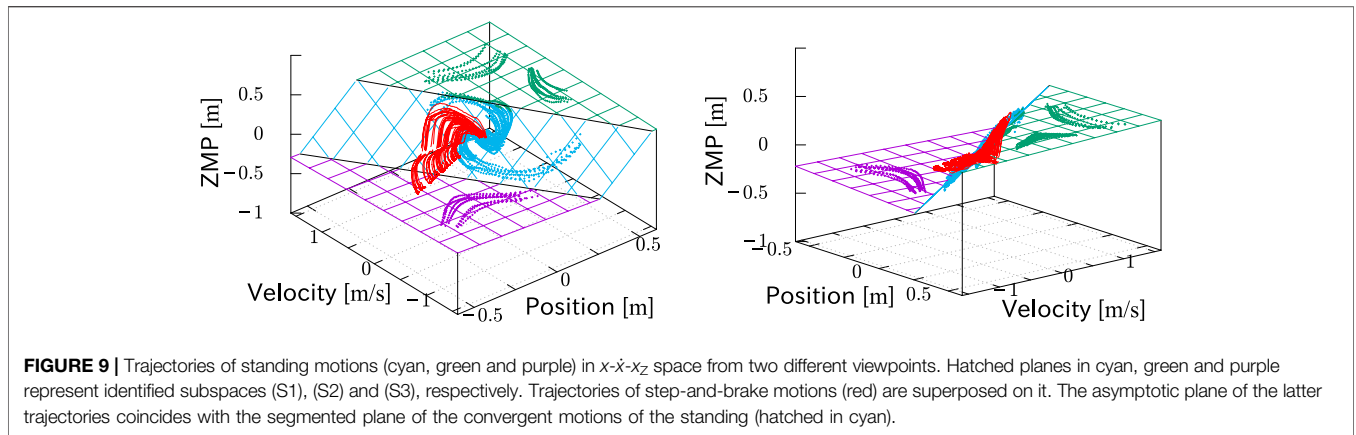 ZMP [m]
0.5
0
−0.5
−1
1
0
−1
Velocity [m/s]
−0.5
0
0.5
Position [m]
ZMP [m]
0.5
0
−0.5
−1
−0.5
0
0.5
Position [m]
−1
0
1
Velocity [m/s]
FIGURE 9 | Trajectories of standing motions (cyan, green and purple) in x-ẋ-xZ space from two different viewpoints. Hatched planes in cyan, green and purple
represent identified subspaces (S1), (S2) and (S3), respectively. Trajectories of step-and-brake motions (red) are superposed on it. The asymptotic plane of the latter
trajectories coincides with the segmented plane of the convergent motions of the standing (hatched in cyan).